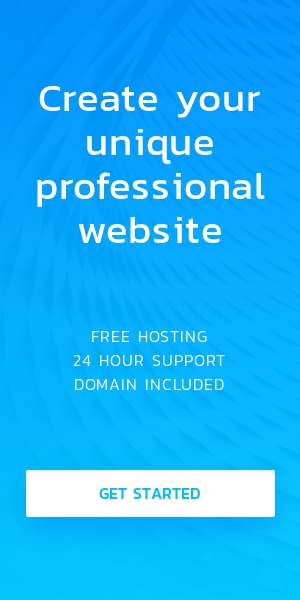 Create your
unique
professional
website
FREE HOSTING
24 HOUR SUPPORT
DOMAIN INCLUDED
GET STARTED